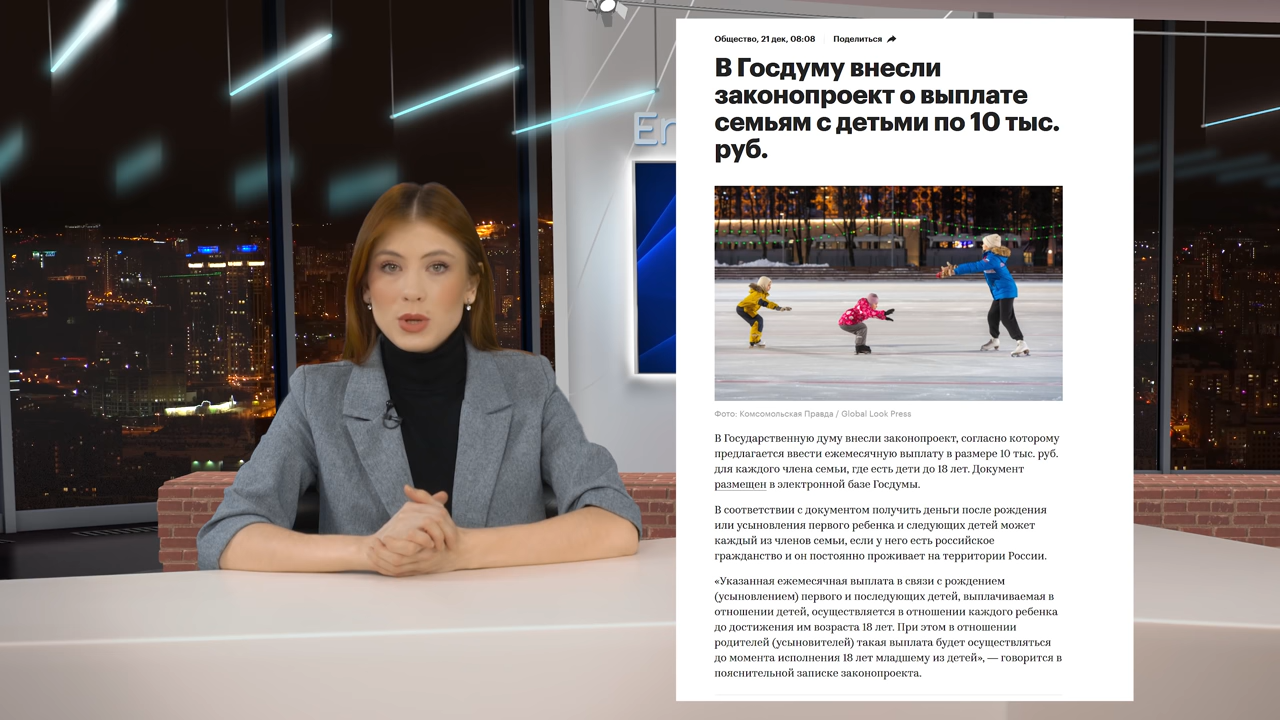 En
Общество, 21 дек, 08:08 Поделиться
В Госдуму внесли
законопроект о выплате
семьям с детьми по 10 тыс.
руб.
Фото: Комсомольская Правда / Global Look Press
В Государственную думу внесли законопроект, согласно которому
предлагается ввести ежемесячную выплату в размере 10 тыс. руб.
для каждого члена семьи, где есть дети до 18 лет. Документ
размещен в электронной базе Госдумы.
В соответствии с документом получить деньги после рождения
или усыновления первого ребенка и следующих детей может
каждый из членов семьи, если у него есть российское
гражданство и он постоянно проживает на территории России.
«Указанная ежемесячная выплата в связи с рождением
(усыновлением) первого и последующих детей, выплачиваемая в
отношении детей, осуществляется в отношении каждого ребенка
до достижения им возраста 18 лет. При этом в отношении
родителей (усыновителей) такая выплата будет осуществляться
до момента исполнения 18 лет младшему из детей», — говорится в
пояснительной записке законопроекта.